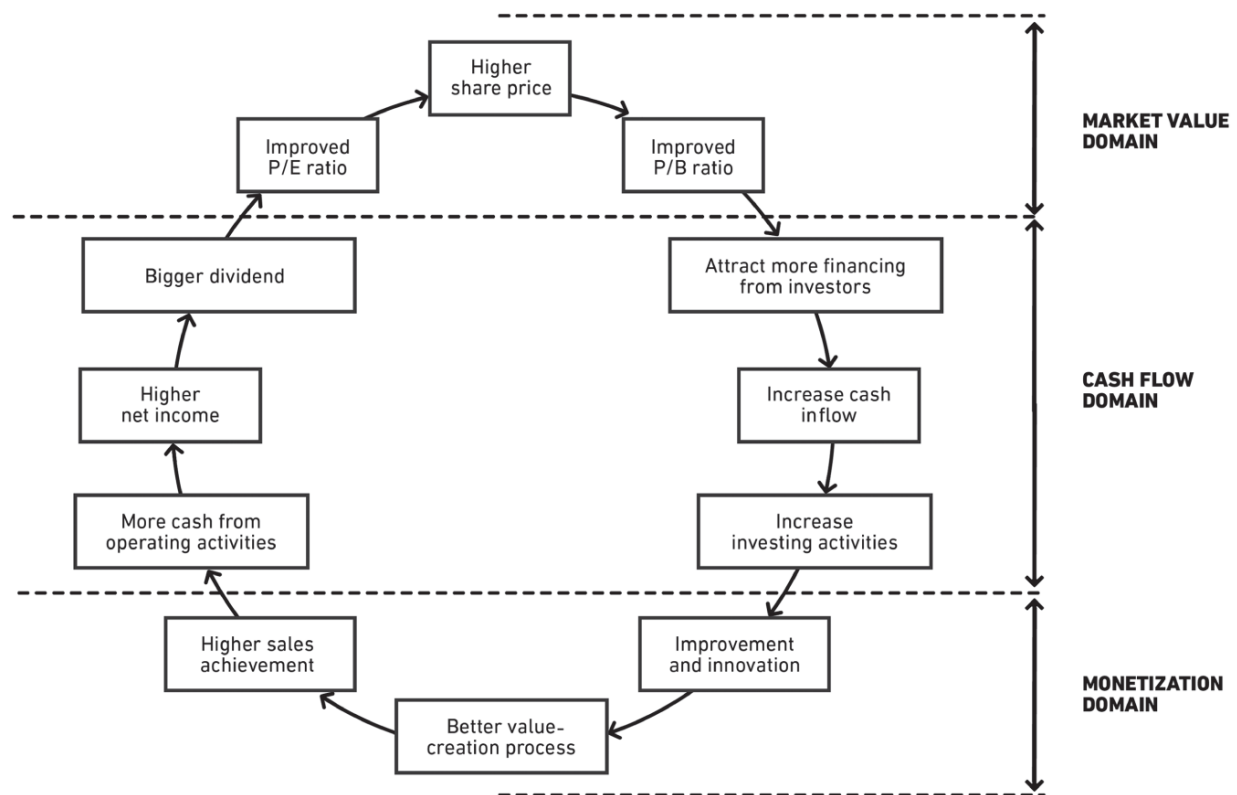 Higher
share price
Improved
P/E ratio
Improved
P/B ratio
MARKET VALUE
DOMAIN
Bigger dividend
Attract more financing
from investors
Higher
net income
Increase cash
inflow
CASH FLOW
DOMAIN
More cash from
operating activities
Increase
investing activities
Higher sales
achievement
Improvement
and innovation
Better value-
creation process
MONETIZATION
DOMAIN